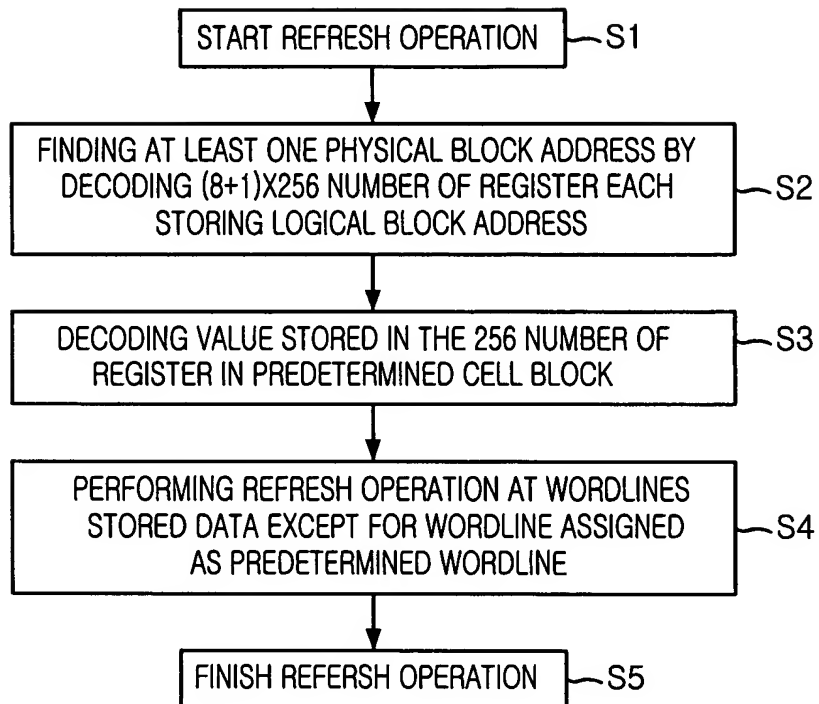 START REFRESH OPERATION
S1
FINDING AT LEAST ONE PHYSICAL BLOCK ADDRESS BY
DECODING (8+1)X256 NUMBER OF REGISTER EACH
STORING LOGICAL BLOCK ADDRESS
S2
DECODING VALUE STORED IN THE 256 NUMBER OF
REGISTER IN PREDETERMINED CELL BLOCK
S3
PERFORMING REFRESH OPERATION AT WORDLINES
STORED DATA EXCEPT FOR WORDLINE ASSIGNED
AS PREDETERMINED WORDLINE
S4
FINISH REFERSH OPERATION
S5